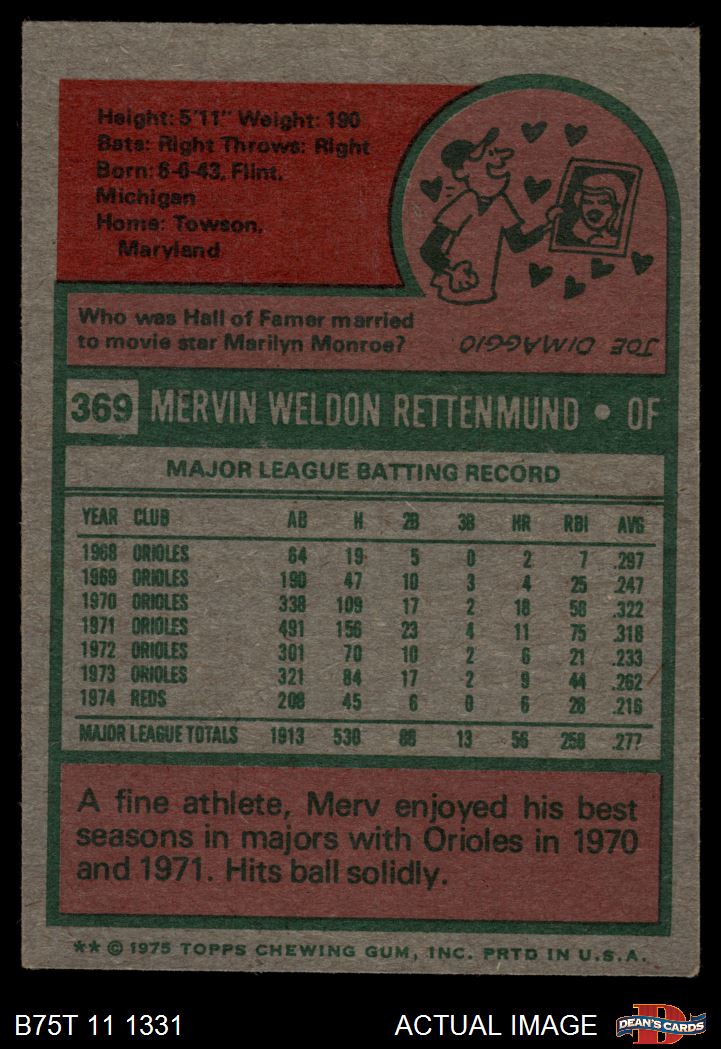 Height: 5'11" Weight: 190
Bats: Right Throws: Right
Born: 6-6-43, Flint,
Michigan
Home: Towson,
Maryland
Who was Hall of Famer married
to movie star Marilyn Monroe?
JOE DIMAGGIO
369 MERVIN WELDON RETTENMUND • OF
MAJOR LEAGUE BATTING RECORD
YEAR CLUB AB H 2B 3B HR RBI AVG
1968 ORIOLES 64 19 5 0 2 7 .297
1969 ORIOLES 190 47 10 3 4 25 .247
1970 ORIOLES 338 109 17 2 18 58 .322
1971 ORIOLES 491 156 23 4 11 75 .318
1972 ORIOLES 301 70 10 2 6 21 .233
1973 ORIOLES 321 84 17 2 9 44 .262
1974 REDS 208 45 6 0 6 28 .216
MAJOR LEAGUE TOTALS 1913 530 88 13 56 258 .277
A fine athlete, Merv enjoyed his best
seasons in majors with Orioles in 1970
and 1971. Hits ball solidly.
** © 1975 TOPPS CHEWING GUM, INC. PRTD IN U.S.A.
B75T 11 1331 ACTUAL IMAGE D DEAN'S CARDS